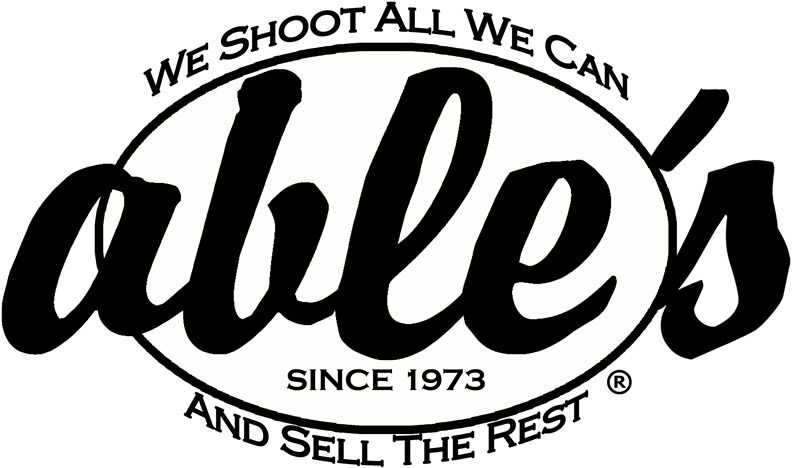 We Shoot All We Can
able's
SINCE 1973
®
And Sell The Rest